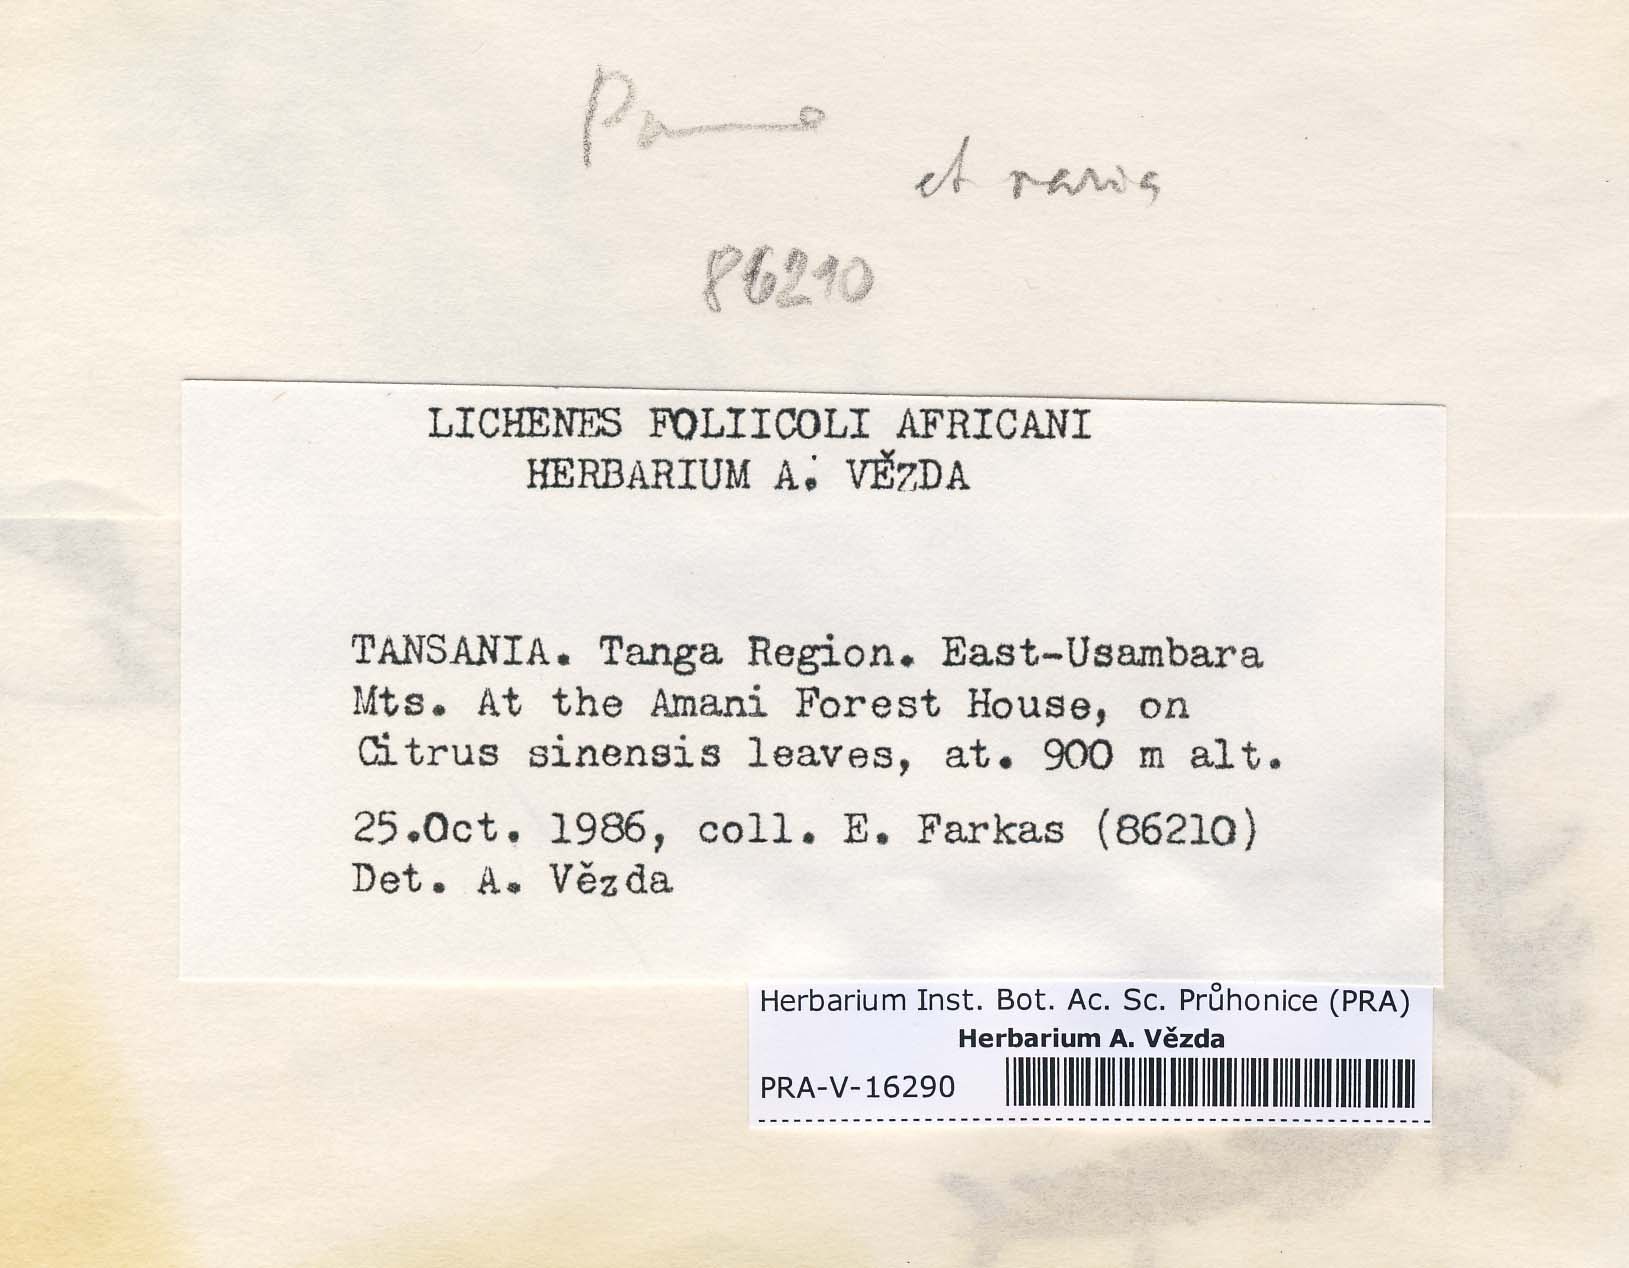 et varia
86210
LICHENES FOLIICOLI AFRICANI
HERBARIUM A. VĚZDA
TANSANIA. Tanga Region. East-Usambara
Mts. At the Amani Forest House, on
Citrus sinensis leaves, at. 900 m alt.
25.Oct. 1986, coll. E. Farkas (86210)
Det. A. Vězda
Herbarium Inst. Bot. Ac. Sc. Průhonice (PRA)
Herbarium A. Vězda
PRA-V-16290